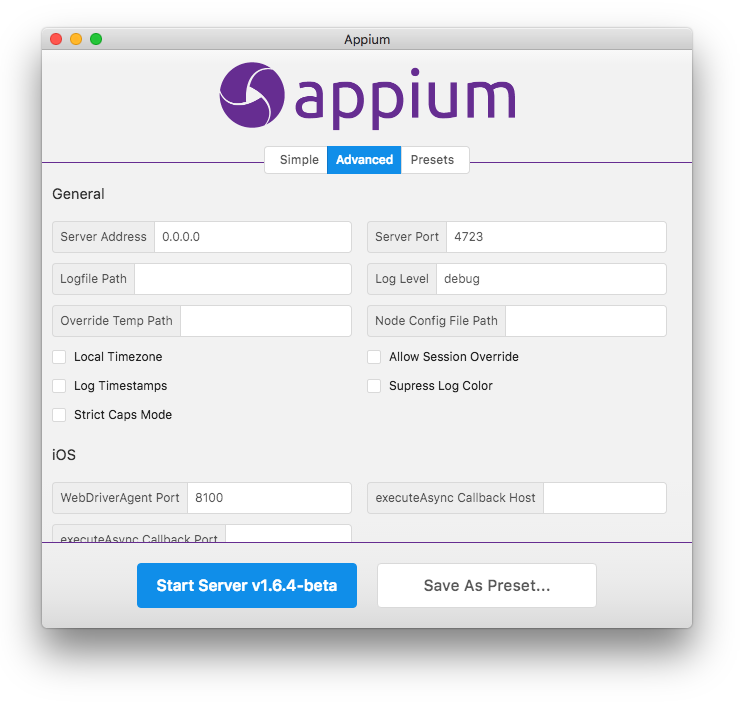 Appium
appium
Simple Advanced Presets
General
Server Address 0.0.0.0 Server Port 4723
Logfile Path Log Level debug
Override Temp Path Node Config File Path
Local Timezone Allow Session Override
Log Timestamps Supress Log Color
Strict Caps Mode
iOS
WebDriverAgent Port 8100 executeAsync Callback Host
executeAsync Callback Port
Start Server v1.6.4-beta Save As Preset...